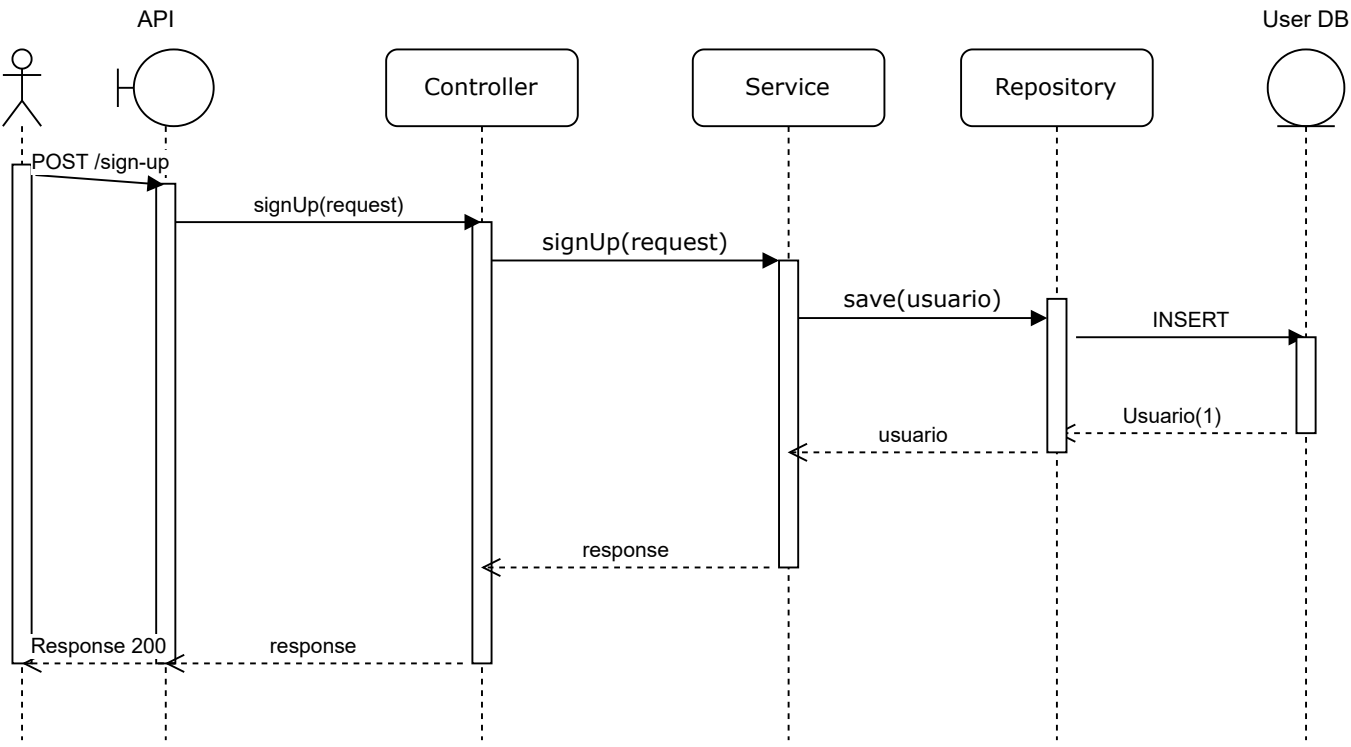 API
User DB
Controller
Service
Repository
POST /sign-up
signUp(request)
signUp(request)
save(usuario)
INSERT
Usuario(1)
usuario
response
Response 200
response